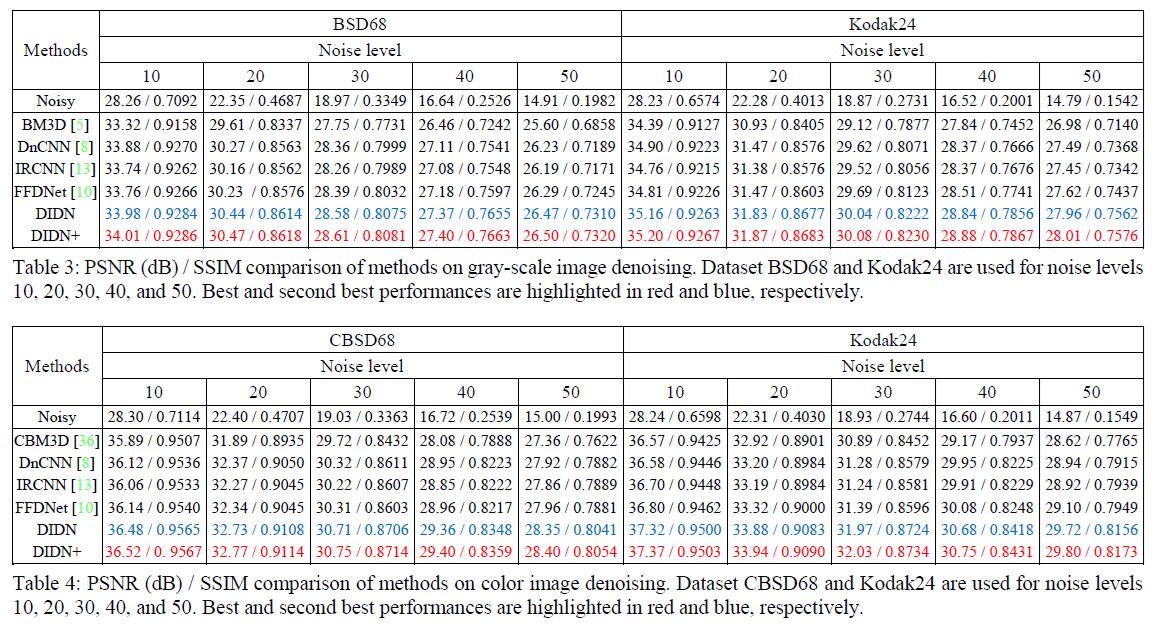 Methods BSD68 Kodak24
Noise level Noise level
10 20 30 40 50 10 20 30 40 50
Noisy 28.26 / 0.7092 22.35 / 0.4687 18.97 / 0.3349 16.64 / 0.2526 14.91 / 0.1982 28.23 / 0.6574 22.28 / 0.4013 18.87 / 0.2731 16.52 / 0.2001 14.79 / 0.1542
BM3D [5] 33.32 / 0.9158 29.61 / 0.8337 27.75 / 0.7731 26.46 / 0.7242 25.60 / 0.6858 34.39 / 0.9127 30.93 / 0.8405 29.12 / 0.7877 27.84 / 0.7452 26.98 / 0.7140
DnCNN [8] 33.88 / 0.9270 30.27 / 0.8563 28.36 / 0.7999 27.11 / 0.7541 26.23 / 0.7189 34.90 / 0.9223 31.47 / 0.8576 29.62 / 0.8071 28.37 / 0.7666 27.49 / 0.7368
IRCNN [13] 33.74 / 0.9262 30.16 / 0.8562 28.26 / 0.7989 27.08 / 0.7548 26.19 / 0.7171 34.76 / 0.9215 31.38 / 0.8576 29.52 / 0.8056 28.37 / 0.7676 27.45 / 0.7342
FFDNet [10] 33.76 / 0.9266 30.23 / 0.8576 28.39 / 0.8032 27.18 / 0.7597 26.29 / 0.7245 34.81 / 0.9226 31.47 / 0.8603 29.69 / 0.8123 28.51 / 0.7741 27.62 / 0.7437
DIDN 33.98 / 0.9284 30.44 / 0.8614 28.58 / 0.8075 27.37 / 0.7655 26.47 / 0.7310 35.16 / 0.9263 31.83 / 0.8677 30.04 / 0.8222 28.84 / 0.7856 27.96 / 0.7562
DIDN+ 34.01 / 0.9286 30.47 / 0.8618 28.61 / 0.8081 27.40 / 0.7663 26.50 / 0.7320 35.20 / 0.9267 31.87 / 0.8683 30.08 / 0.8230 28.88 / 0.7867 28.01 / 0.7576
Table 3: PSNR (dB) / SSIM comparison of methods on gray-scale image denoising. Dataset BSD68 and Kodak24 are used for noise levels
10, 20, 30, 40, and 50. Best and second best performances are highlighted in red and blue, respectively.
Methods CBSD68 Kodak24
Noise level Noise level
10 20 30 40 50 10 20 30 40 50
Noisy 28.30 / 0.7114 22.40 / 0.4707 19.03 / 0.3363 16.72 / 0.2539 15.00 / 0.1993 28.24 / 0.6598 22.31 / 0.4030 18.93 / 0.2744 16.60 / 0.2011 14.87 / 0.1549
CBM3D [36] 35.89 / 0.9507 31.89 / 0.8935 29.72 / 0.8432 28.08 / 0.7888 27.36 / 0.7622 36.57 / 0.9425 32.92 / 0.8901 30.89 / 0.8452 29.17 / 0.7937 28.62 / 0.7765
DnCNN [8] 36.12 / 0.9536 32.37 / 0.9050 30.32 / 0.8611 28.95 / 0.8223 27.92 / 0.7882 36.58 / 0.9446 33.20 / 0.8984 31.28 / 0.8579 29.95 / 0.8225 28.94 / 0.7915
IRCNN [13] 36.06 / 0.9533 32.27 / 0.9045 30.22 / 0.8607 28.85 / 0.8222 27.86 / 0.7889 36.70 / 0.9448 33.19 / 0.8984 31.24 / 0.8581 29.91 / 0.8229 28.92 / 0.7939
FFDNet [10] 36.14 / 0.9540 32.34 / 0.9045 30.31 / 0.8603 28.96 / 0.8217 27.96 / 0.7881 36.80 / 0.9462 33.32 / 0.9000 31.39 / 0.8596 30.08 / 0.8248 29.10 / 0.7949
DIDN 36.48 / 0.9565 32.73 / 0.9108 30.71 / 0.8706 29.36 / 0.8348 28.35 / 0.8041 37.32 / 0.9500 33.88 / 0.9083 31.97 / 0.8724 30.68 / 0.8418 29.72 / 0.8156
DIDN+ 36.52 / 0. 9567 32.77 / 0.9114 30.75 / 0.8714 29.40 / 0.8359 28.40 / 0.8054 37.37 / 0.9503 33.94 / 0.9090 32.03 / 0.8734 30.75 / 0.8431 29.80 / 0.8173
Table 4: PSNR (dB) / SSIM comparison of methods on color image denoising. Dataset CBSD68 and Kodak24 are used for noise levels
10, 20, 30, 40, and 50. Best and second best performances are highlighted in red and blue, respectively.